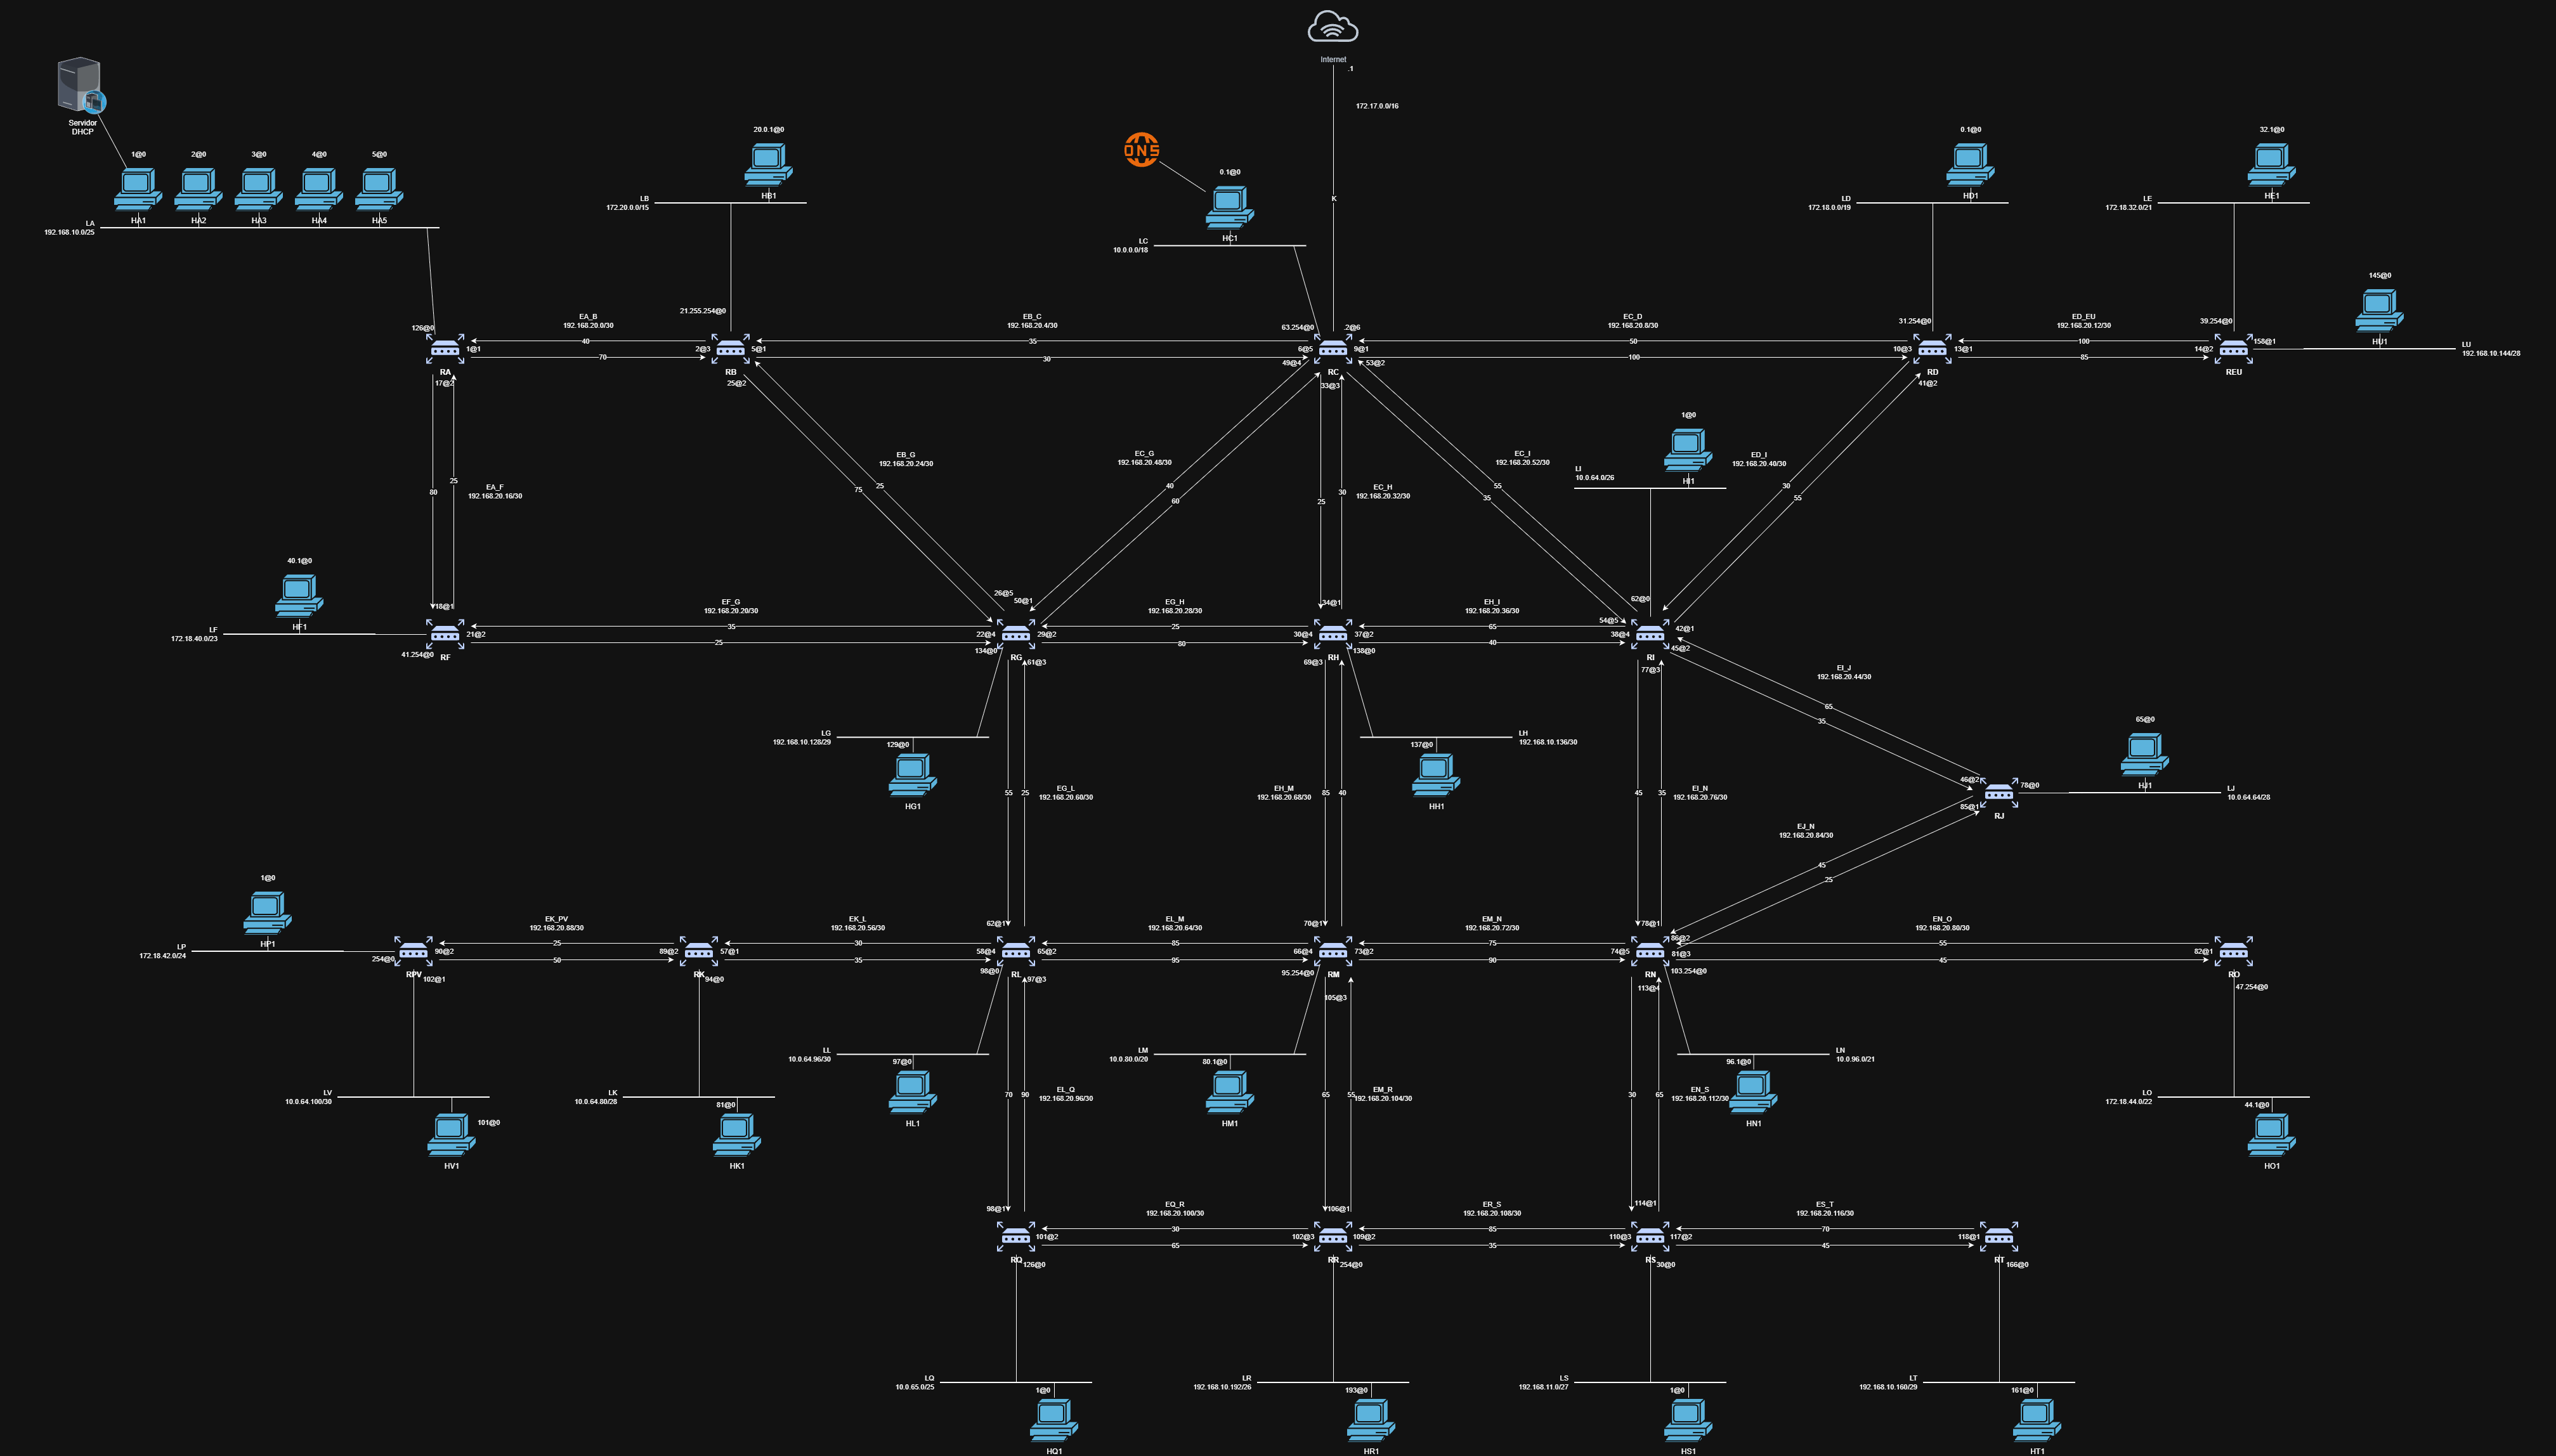 Internet
.1
172.17.0.0/16
K
Servidor
DHCP
1@0
2@0
3@0
4@0
5@0
HA1
HA2
HA3
HA4
HA5
LA
192.168.10.0/25
20.0.1@0
HB1
LB
172.20.0.0/15
DNS
0.1@0
HC1
LC
10.0.0.0/18
0.1@0
HD1
LD
172.18.0.0/19
32.1@0
HE1
LE
172.18.32.0/21
145@0
HU1
LU
192.168.10.144/28
126@0
1@1
RA
17@2
EA_B
192.168.20.0/30
40
70
21.255.254@0
2@3
5@1
RB
25@2
EB_C
192.168.20.4/30
35
30
63.254@0
.2@6
6@5
9@1
49@4
53@2
RC
33@3
EC_D
192.168.20.8/30
50
100
31.254@0
10@3
13@1
RD
41@2
ED_EU
192.168.20.12/30
100
85
39.254@0
14@2
158@1
REU
80
25
EA_F
192.168.20.16/30
EB_G
192.168.20.24/30
75
25
EC_G
192.168.20.48/30
40
60
25
30
EC_H
192.168.20.32/30
EC_I
192.168.20.52/30
55
35
1@0
HI1
LI
10.0.64.0/26
ED_I
192.168.20.40/30
30
55
40.1@0
HF1
LF
172.18.40.0/23
18@1
21@2
41.254@0
RF
EF_G
192.168.20.20/30
35
25
26@5
50@1
22@4
29@2
134@0
RG
61@3
EG_H
192.168.20.28/30
25
80
34@1
30@4
37@2
138@0
RH
69@3
EH_I
192.168.20.36/30
65
40
62@0
54@5
38@4
42@1
45@2
RI
77@3
EI_J
192.168.20.44/30
65
35
LG
192.168.10.128/29
129@0
HG1
55
25
EG_L
192.168.20.60/30
LH
192.168.10.136/30
137@0
HH1
EH_M
192.168.20.68/30
85
40
45
35
EI_N
192.168.20.76/30
65@0
HJ1
LJ
10.0.64.64/28
46@2
78@0
85@1
RJ
EJ_N
192.168.20.84/30
45
25
1@0
HP1
LP
172.18.42.0/24
90@2
254@0
RPV
102@1
EK_PV
192.168.20.88/30
25
50
89@2
57@1
RK
94@0
EK_L
192.168.20.56/30
30
35
62@1
58@4
65@2
98@0
RL
97@3
EL_M
192.168.20.64/30
85
95
70@1
66@4
73@2
95.254@0
RM
105@3
EM_N
192.168.20.72/30
75
90
78@1
86@2
74@5
81@3
103.254@0
RN
113@4
EN_O
192.168.20.80/30
55
45
82@1
RO
47.254@0
LV
10.0.64.100/30
101@0
HV1
LK
10.0.64.80/28
81@0
HK1
LL
10.0.64.96/30
97@0
HL1
70
90
EL_Q
192.168.20.96/30
LM
10.0.80.0/20
80.1@0
HM1
65
55
EM_R
192.168.20.104/30
30
65
EN_S
192.168.20.112/30
LN
10.0.96.0/21
96.1@0
HN1
LO
172.18.44.0/22
44.1@0
HO1
98@1
101@2
RQ
126@0
EQ_R
192.168.20.100/30
30
65
106@1
102@3
109@2
RR
254@0
ER_S
192.168.20.108/30
85
35
114@1
110@3
117@2
RS
30@0
ES_T
192.168.20.116/30
70
45
118@1
RT
166@0
LQ
10.0.65.0/25
1@0
HQ1
LR
192.168.10.192/26
193@0
HR1
LS
192.168.11.0/27
1@0
HS1
LT
192.168.10.160/29
161@0
HT1